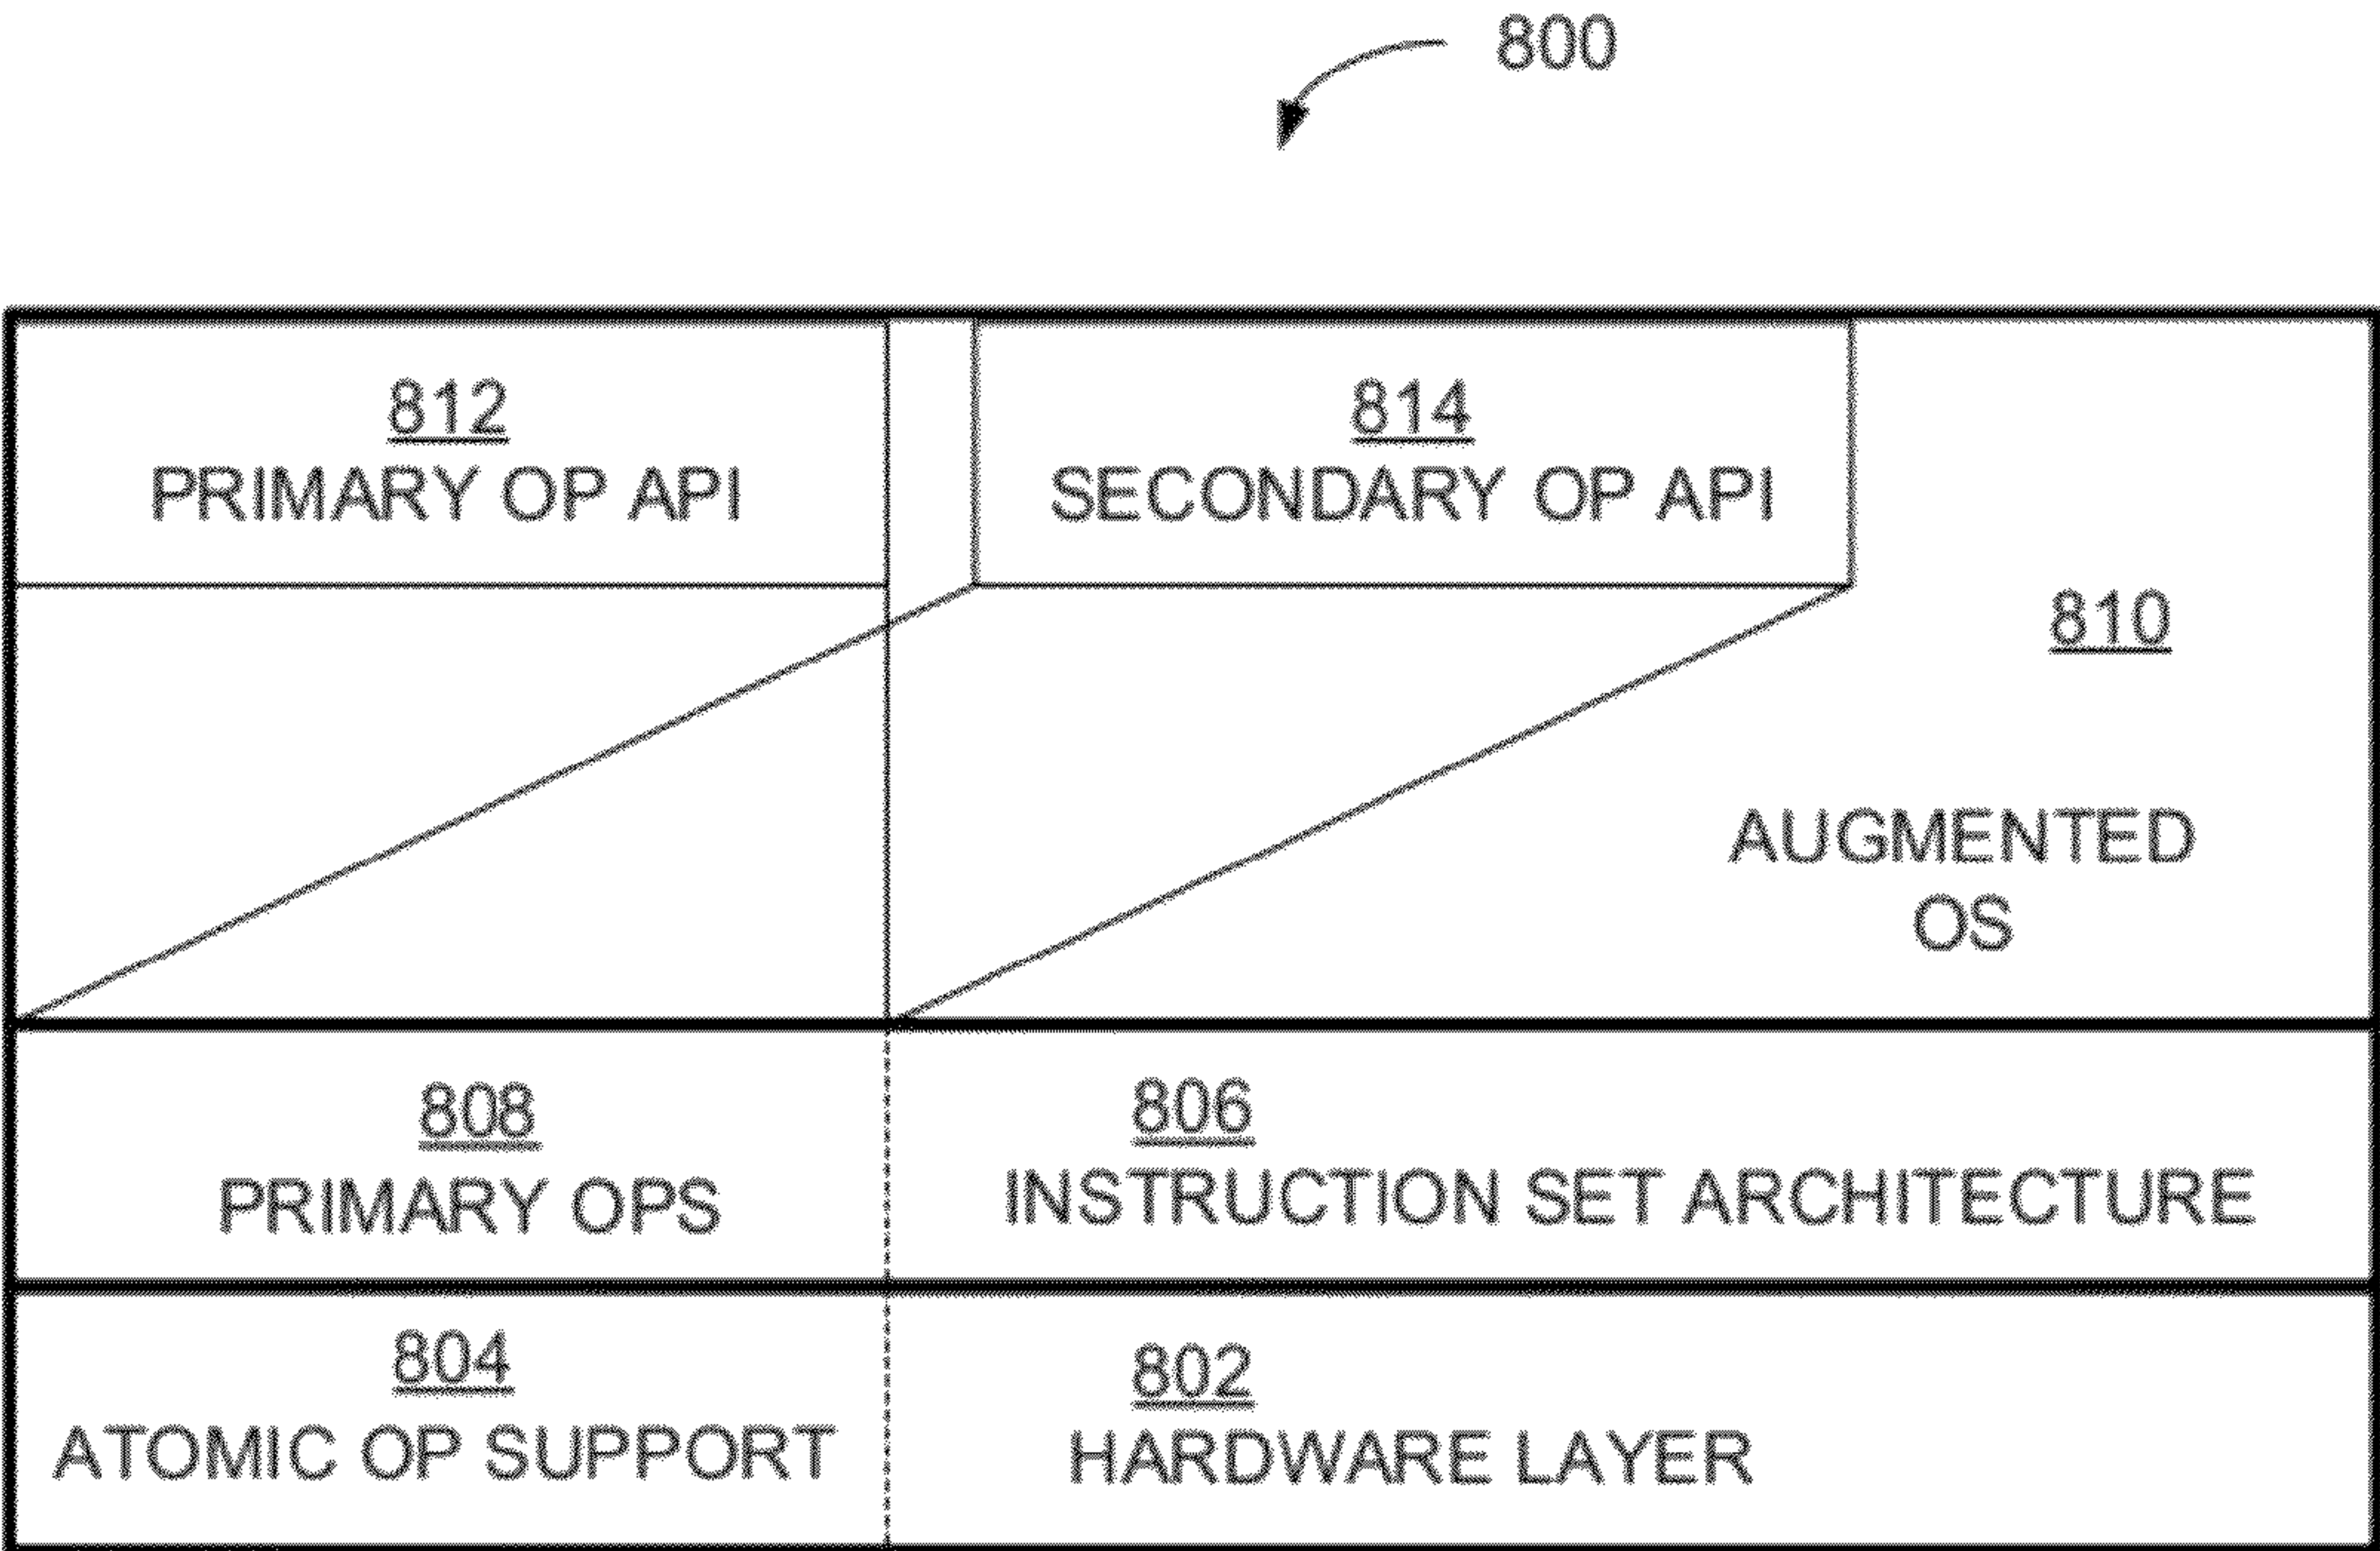 800
812
PRIMARY OP API
814
SECONDARY OP API
810
AUGMENTED
OS
808
PRIMARY OPS
806
INSTRUCTION SET ARCHITECTURE
804
ATOMIC OP SUPPORT
802
HARDWARE LAYER